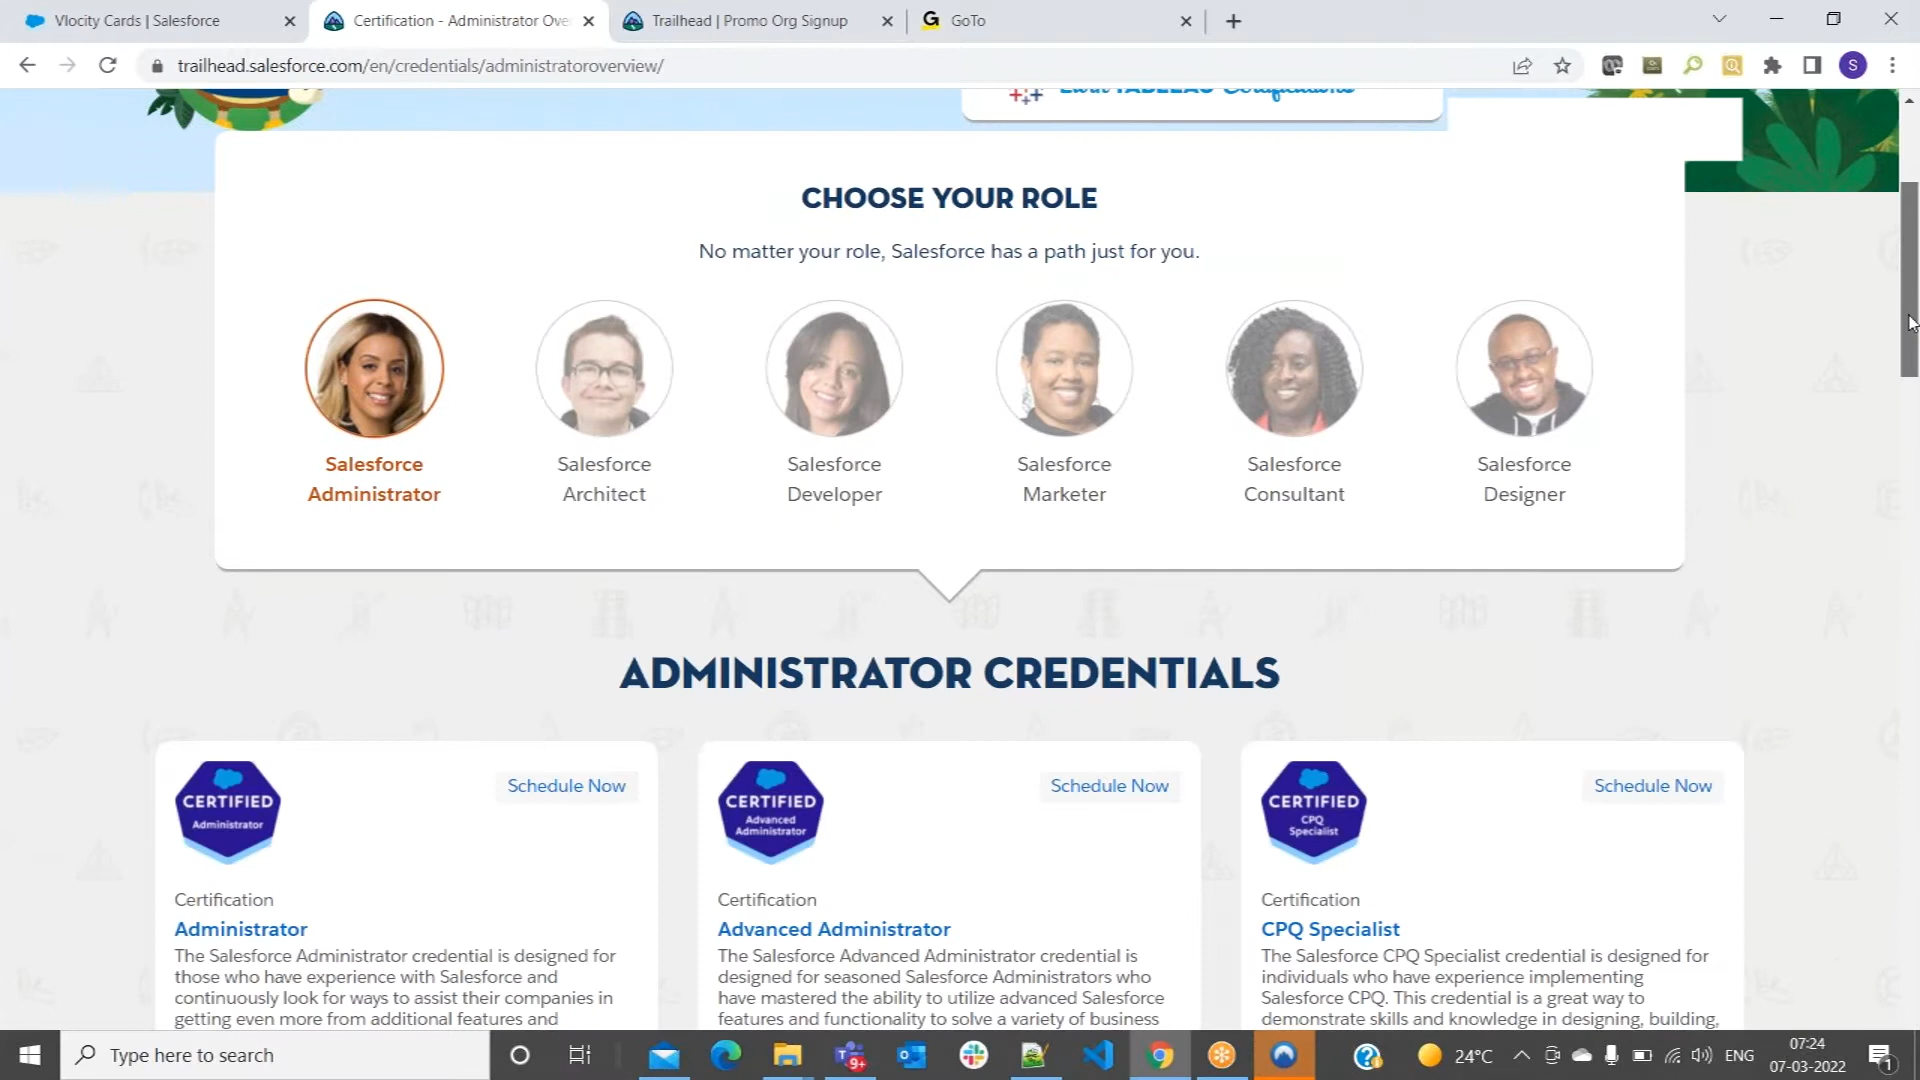 Vlocity Cards | Salesforce
Certification - Administrator Ove
Trailhead | Promo Org Signup
GoTo
trailhead.salesforce.com/en/credentials/administratoroverview/
S
CHOOSE YOUR ROLE
No matter your role, Salesforce has a path just for you.
Salesforce
Administrator
Salesforce
Architect
Salesforce
Developer
Salesforce
Marketer
Salesforce
Consultant
Salesforce
Designer
ADMINISTRATOR CREDENTIALS
CERTIFIED
Administrator
Schedule Now
Certification
Administrator
The Salesforce Administrator credential is designed for
those who have experience with Salesforce and
continuously look for ways to assist their companies in
getting even more from additional features and
CERTIFIED
Advanced
Administrator
Schedule Now
Certification
Advanced Administrator
The Salesforce Advanced Administrator credential is
designed for seasoned Salesforce Administrators who
have mastered the ability to utilize advanced Salesforce
features and functionality to solve a variety of business
CERTIFIED
CPQ
Specialist
Schedule Now
Certification
CPQ Specialist
The Salesforce CPQ Specialist credential is designed for
individuals who have experience implementing
Salesforce CPQ. This credential is a great way to
demonstrate skills and knowledge in designing, building,
Type here to search
9+
24°C
ENG
07:24
07-03-2022
1